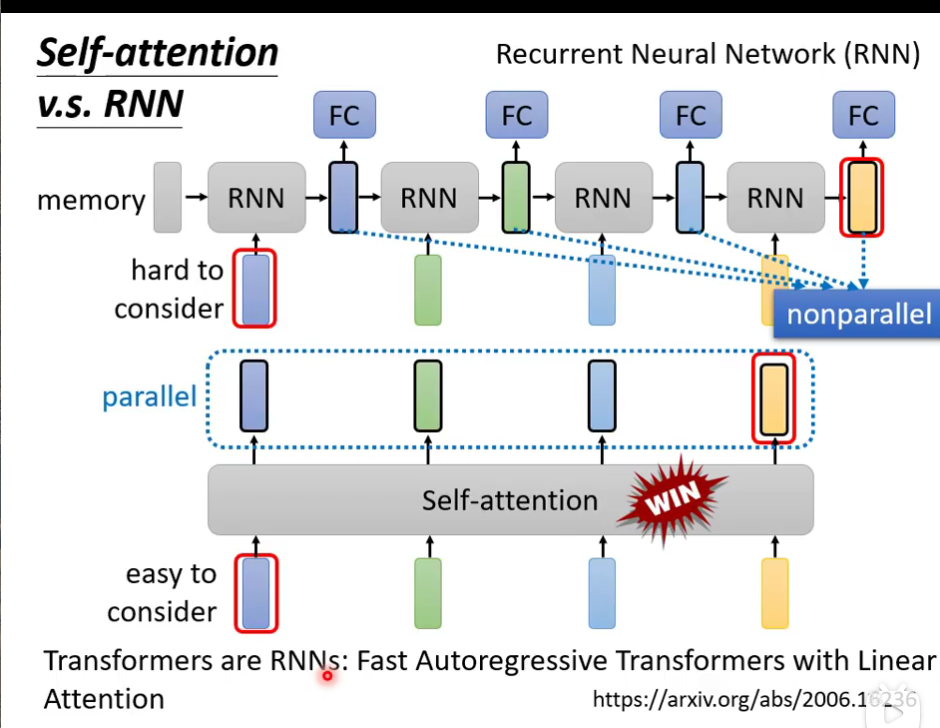 Self-attention
v.s. RNN
Recurrent Neural Network (RNN)
FC FC FC FC
memory RNN RNN RNN RNN
hard to
consider
nonparallel
parallel
Self-attention WIN
easy to
consider
Transformers are RNNs: Fast Autoregressive Transformers with Linear
Attention
https://arxiv.org/abs/2006.16236